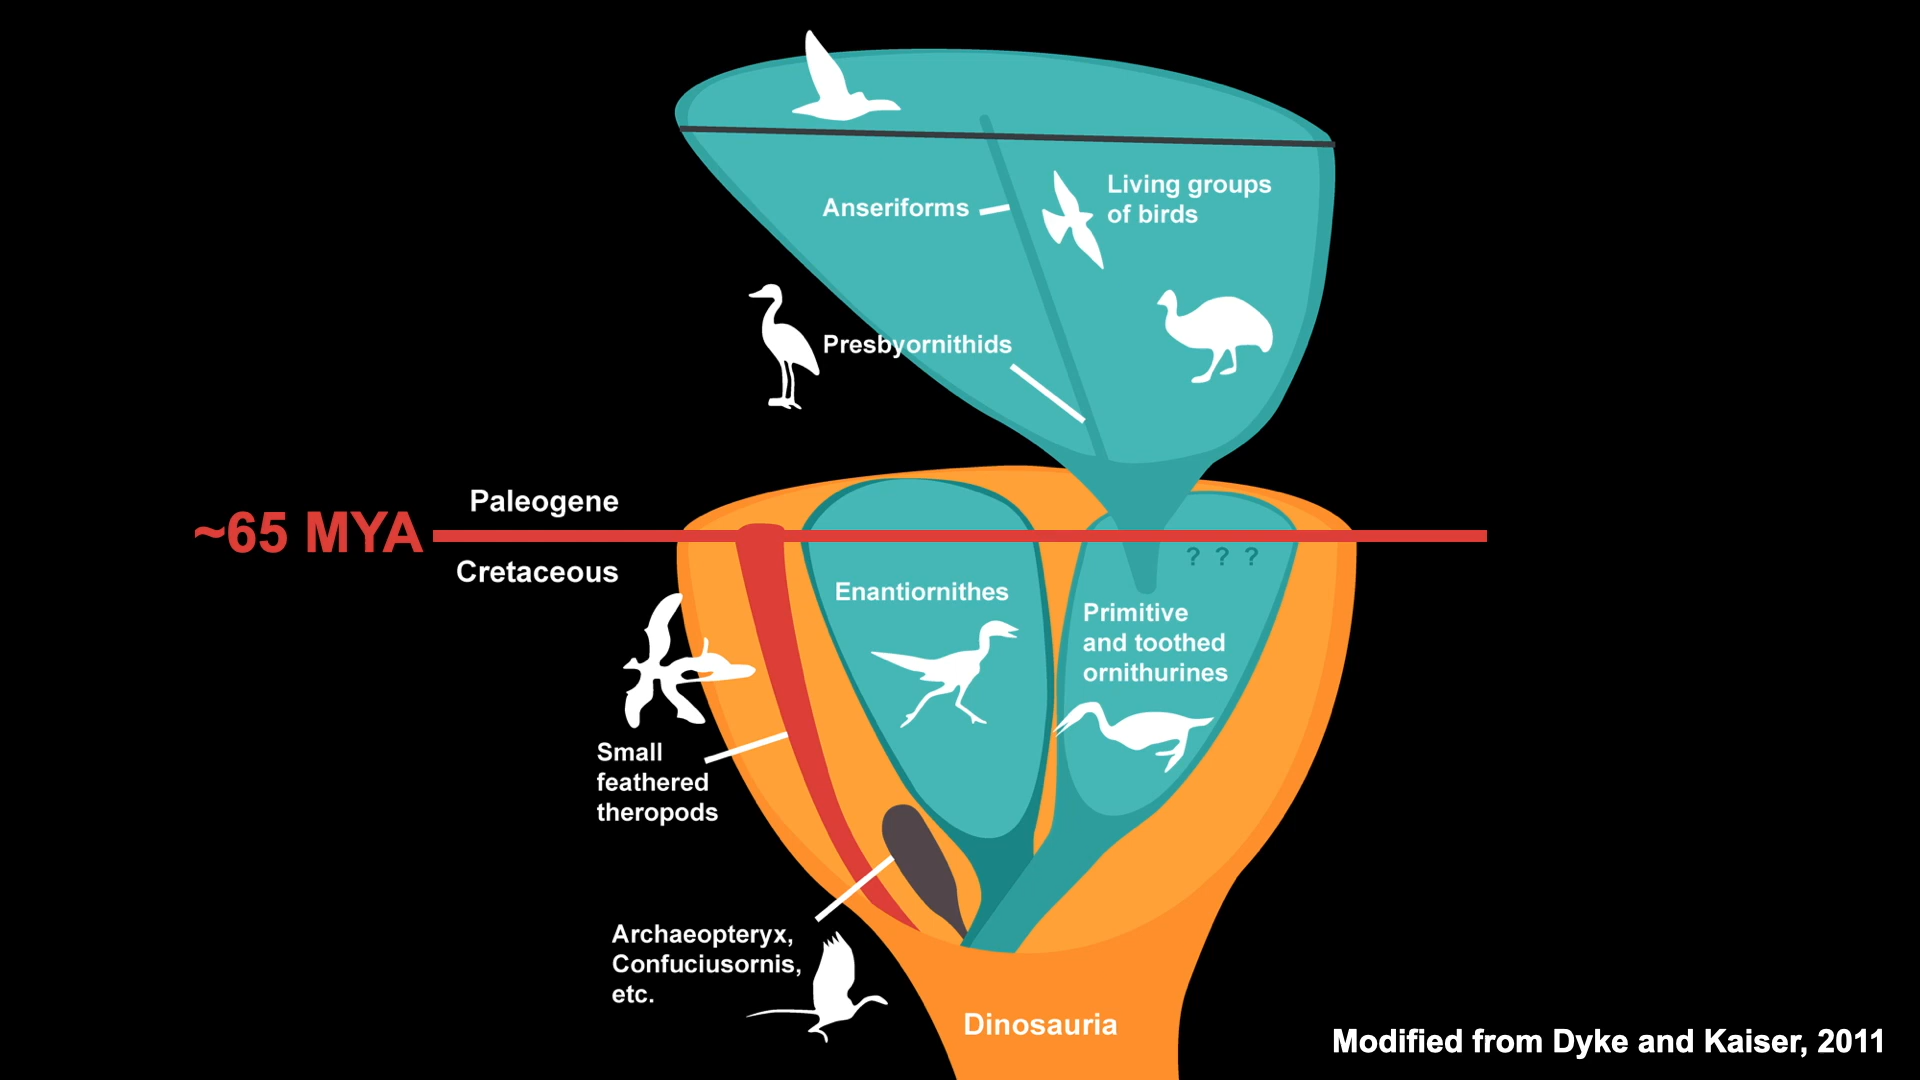 Living groups
of birds
Anseriforms
Presbyornithids
Paleogene
~65 MYA
Cretaceous
? ? ?
Enantiornithes
Primitive
and toothed
ornithurines
Small
feathered
theropods
Archaeopteryx,
Confuciusornis,
etc.
Dinosauria
Modified from Dyke and Kaiser, 2011